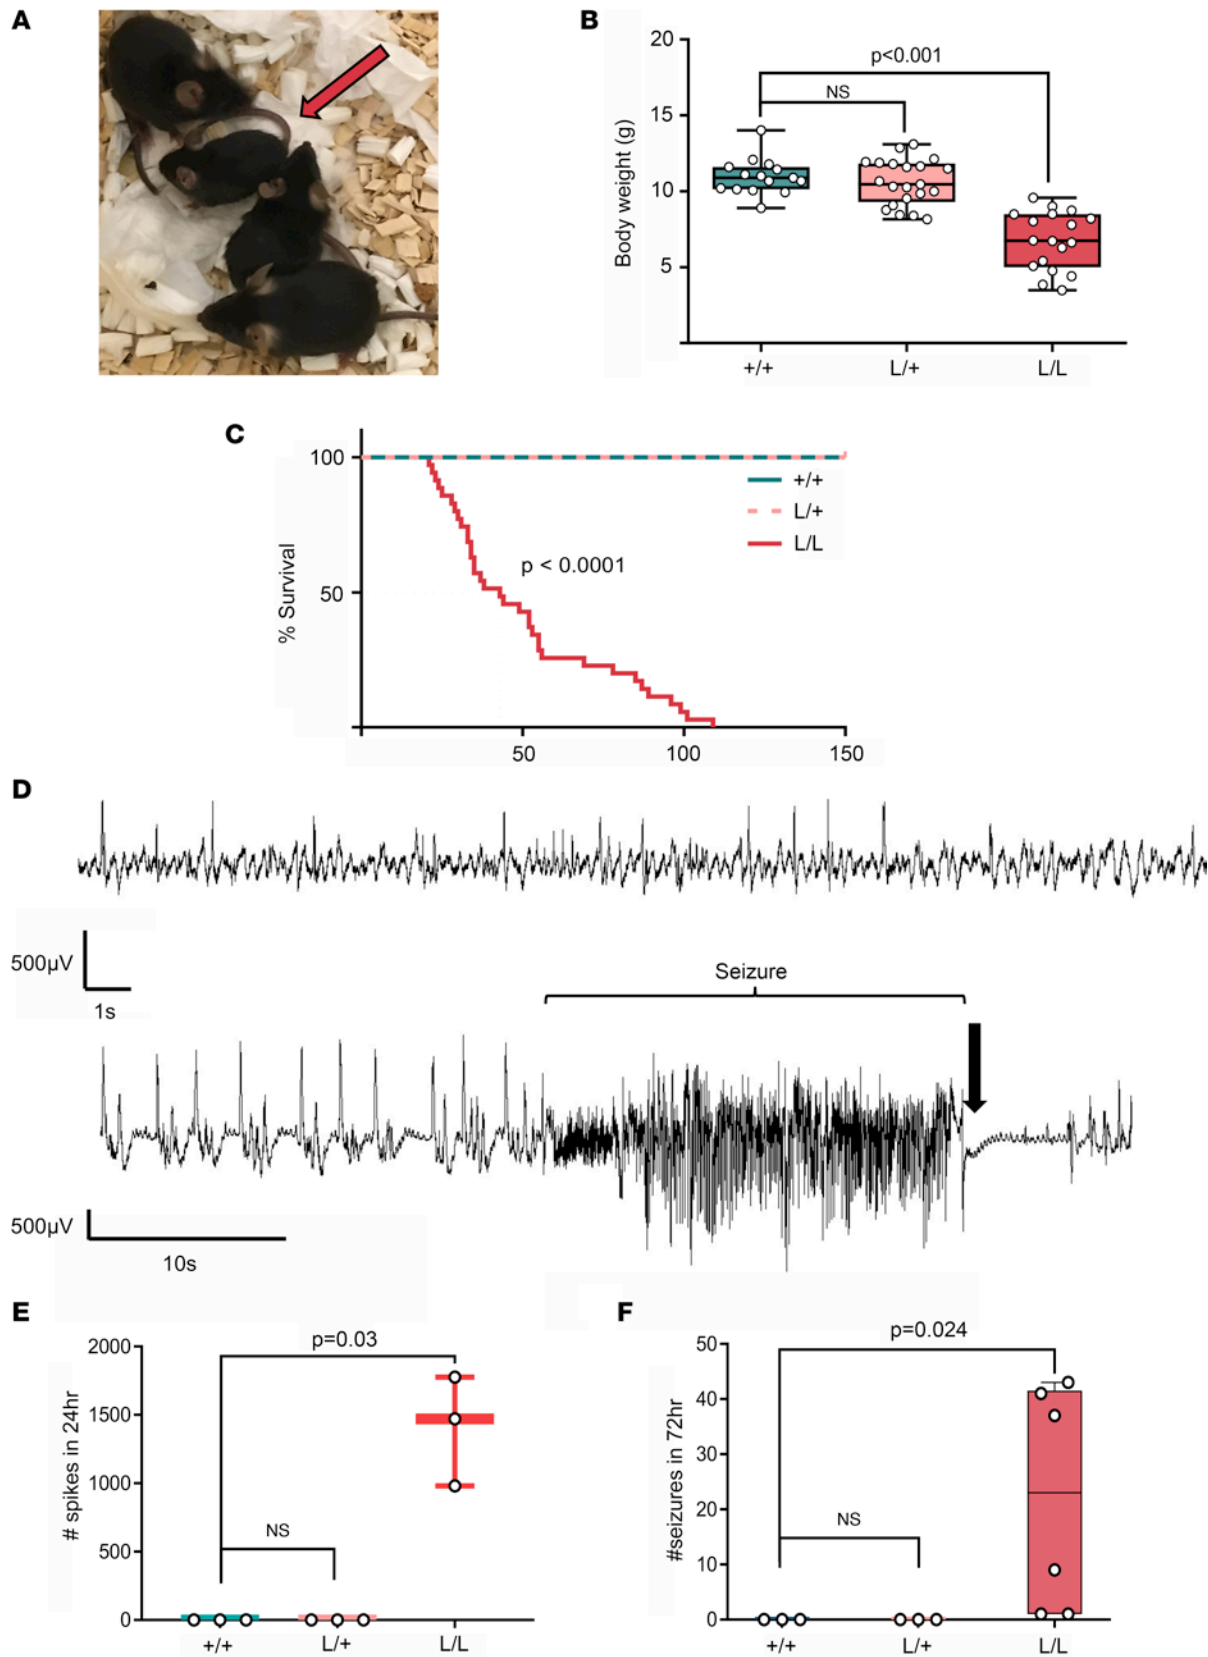 A
B
20
15
10
5
Body weight (g)
p<0.001
NS
+/+
L/+
L/L
C
100
50
% Survival
p < 0.0001
+/+
L/+
L/L
50
100
150
D
500µV
1s
Seizure
500µV
10s
E
2000
1500
1000
500
0
# spikes in 24hr
p=0.03
NS
+/+
L/+
L/L
F
50
40
30
20
10
0
#seizures in 72hr
p=0.024
NS
+/+
L/+
L/L